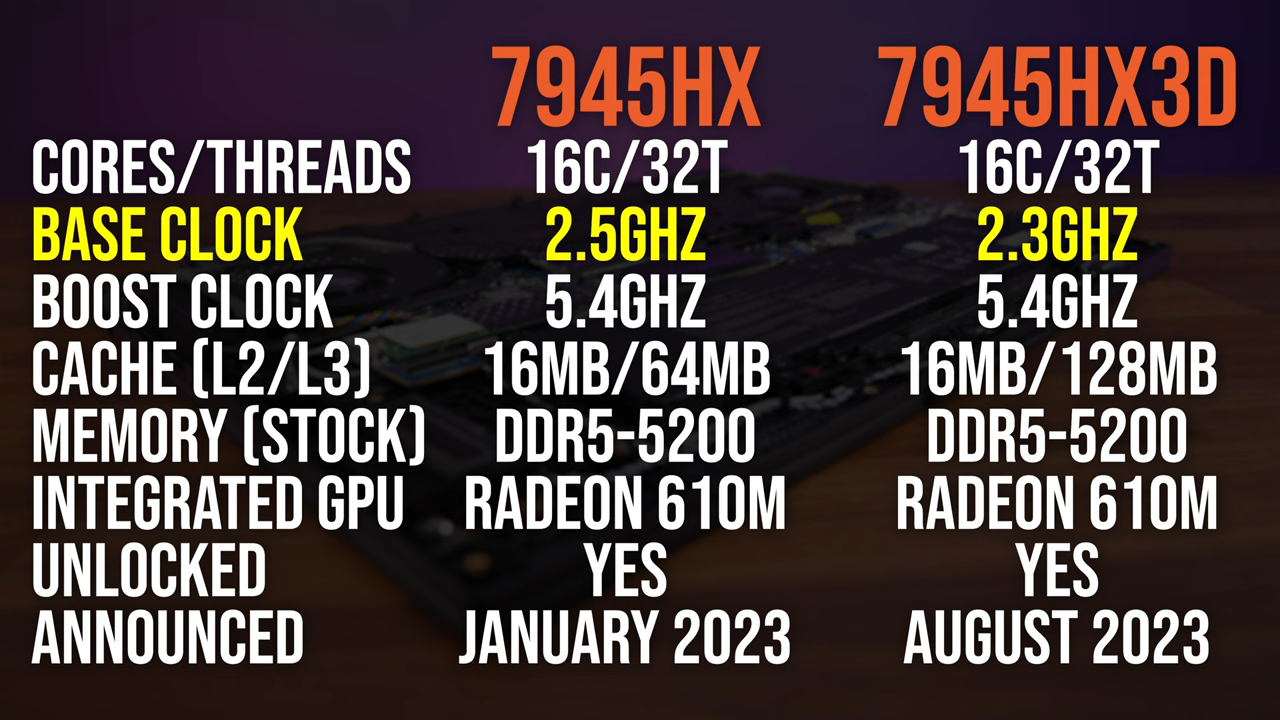 7945HX 7945HX3D
CORES/THREADS 16C/32T 16C/32T
BASE CLOCK 2.5GHZ 2.3GHZ
BOOST CLOCK 5.4GHZ 5.4GHZ
CACHE (L2/L3) 16MB/64MB 16MB/128MB
MEMORY (STOCK) DDR5-5200 DDR5-5200
INTEGRATED GPU RADEON 610M RADEON 610M
UNLOCKED YES YES
ANNOUNCED JANUARY 2023 AUGUST 2023